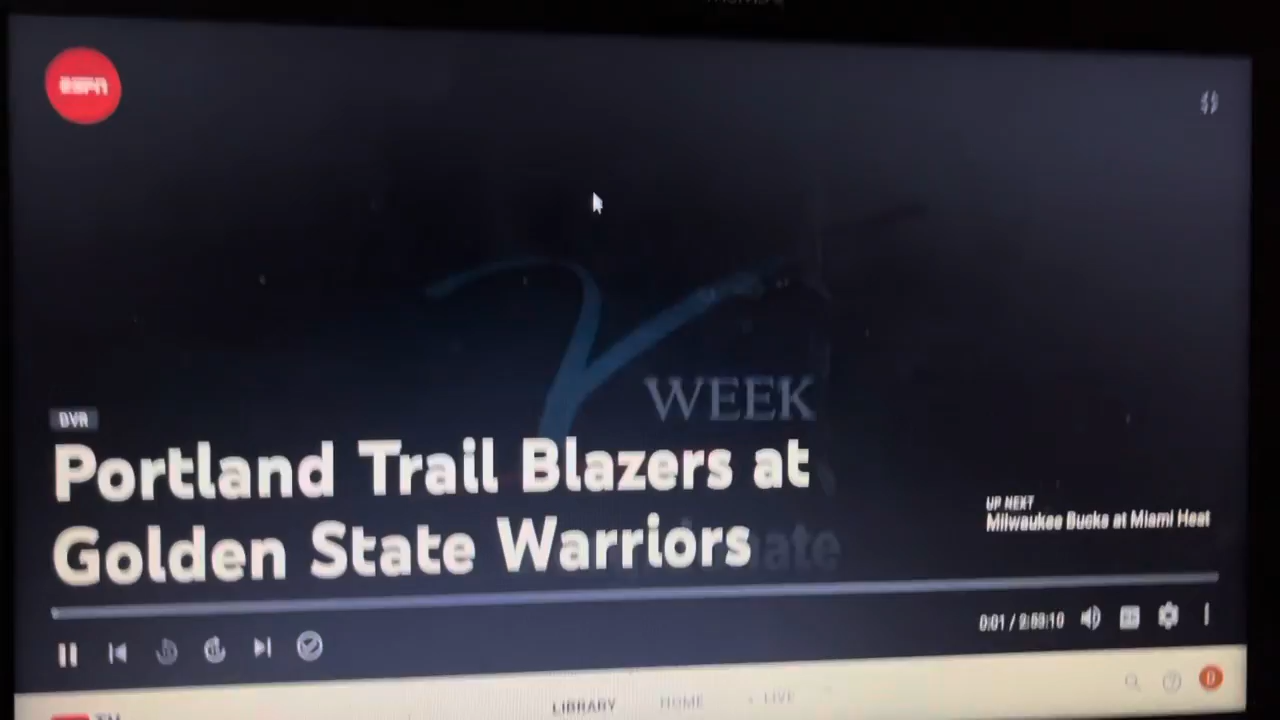 ESPN
WEEK
DVR
Portland Trail Blazers at
Golden State Warriors
UP NEXT
Milwaukee Bucks at Miami Heat
0:01 / 2:59:10
LIBRARY
HOME
LIVE